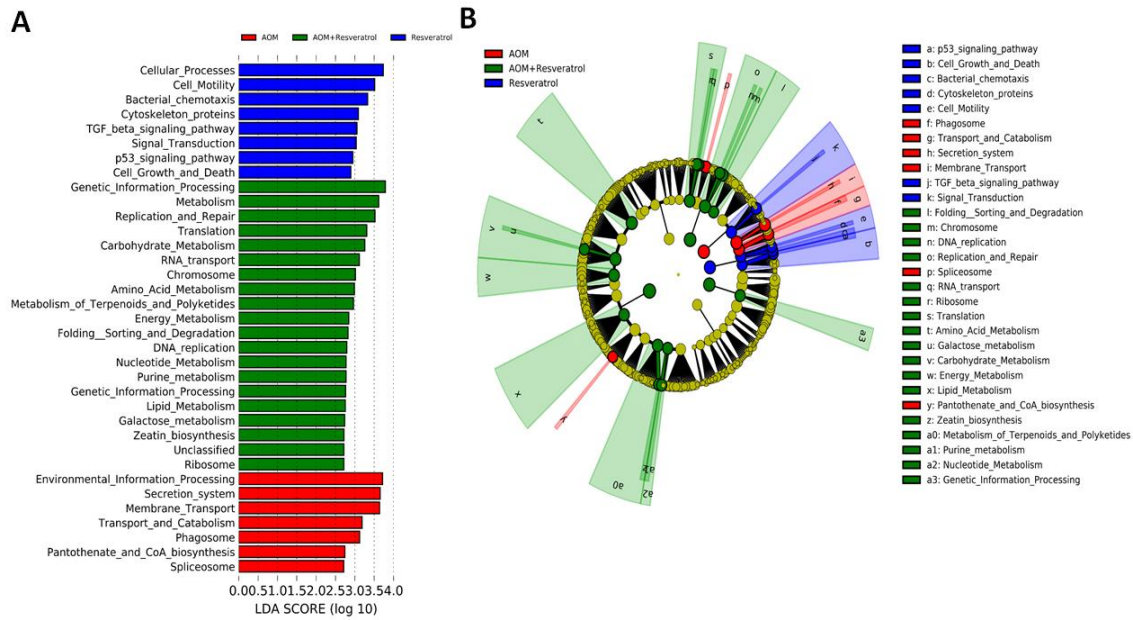 A
AOM AOM+Resveratrol Resveratrol
Cellular_Processes
Cell_Motility
Bacterial_chemotaxis
Cytoskeleton_proteins
TGF_beta_signaling_pathway
Signal_Transduction
p53_signaling_pathway
Cell_Growth_and_Death
Genetic_Information_Processing
Metabolism
Replication_and_Repair
Translation
Carbohydrate_Metabolism
RNA_transport
Chromosome
Amino_Acid_Metabolism
Metabolism_of_Terpenoids_and_Polyketides
Energy_Metabolism
Folding__Sorting_and_Degradation
DNA_replication
Nucleotide_Metabolism
Purine_metabolism
Genetic_Information_Processing
Lipid_Metabolism
Galactose_metabolism
Zeatin_biosynthesis
Unclassified
Ribosome
Environmental_Information_Processing
Secretion_system
Membrane_Transport
Transport_and_Catabolism
Phagosome
Pantothenate_and_CoA_biosynthesis
Spliceosome
0.00.51.01.52.02.53.03.54.0
LDA SCORE (log 10)
B
AOM
AOM+Resveratrol
Resveratrol
s
p
o
l
k
i
g
e
b
a3
v
u
w
x
y
a0
a2
a: p53_signaling_pathway
b: Cell_Growth_and_Death
c: Bacterial_chemotaxis
d: Cytoskeleton_proteins
e: Cell_Motility
f: Phagosome
g: Transport_and_Catabolism
h: Secretion_system
i: Membrane_Transport
j: TGF_beta_signaling_pathway
k: Signal_Transduction
l: Folding__Sorting_and_Degradation
m: Chromosome
n: DNA_replication
o: Replication_and_Repair
p: Spliceosome
q: RNA_transport
r: Ribosome
s: Translation
t: Amino_Acid_Metabolism
u: Galactose_metabolism
v: Carbohydrate_Metabolism
w: Energy_Metabolism
x: Lipid_Metabolism
y: Pantothenate_and_CoA_biosynthesis
z: Zeatin_biosynthesis
a0: Metabolism_of_Terpenoids_and_Polyketides
a1: Purine_metabolism
a2: Nucleotide_Metabolism
a3: Genetic_Information_Processing